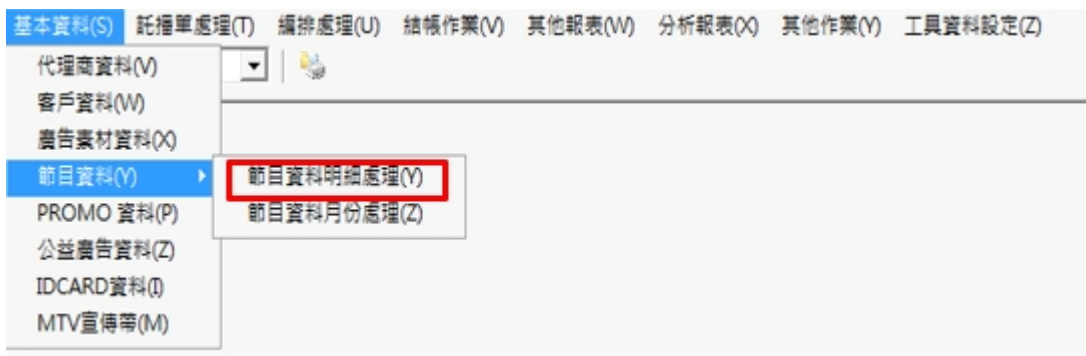 基本資料(S) 託播單處理(T) 編排處理(U) 結帳作業(V) 其他報表(W) 分析報表(X) 其他作業(Y) 工具資料設定(Z)
代理商資料(V)
客戶資料(W)
廣告素材資料(X)
節目資料(Y)
節目資料明細處理(Y)
PROMO 資料(P)
節目資料月份處理(Z)
公益廣告資料(Z)
IDCARD資料(I)
MTV宣傳帶(M)